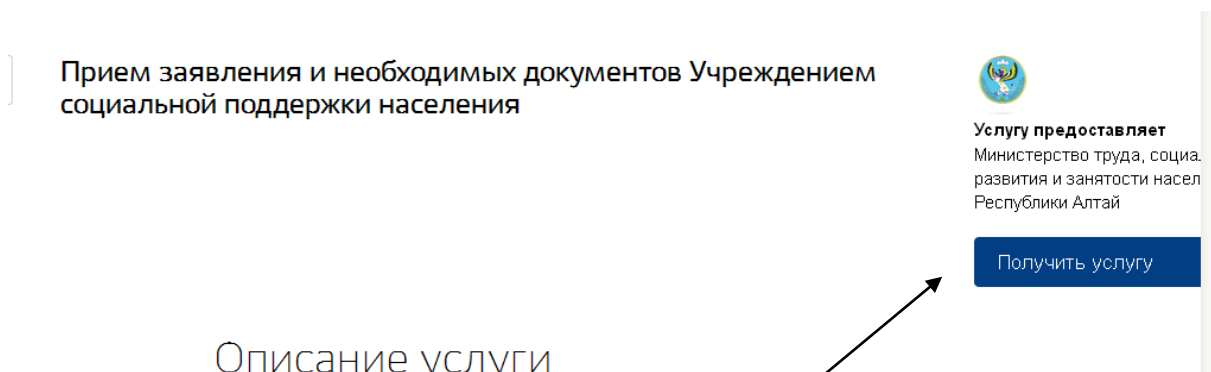 Прием заявления и необходимых документов Учреждением
социальной поддержки населения
Услугу предоставляет
Министерство труда, социа
развития и занятости насел
Республики Алтай
Получить услугу
Описание услуги